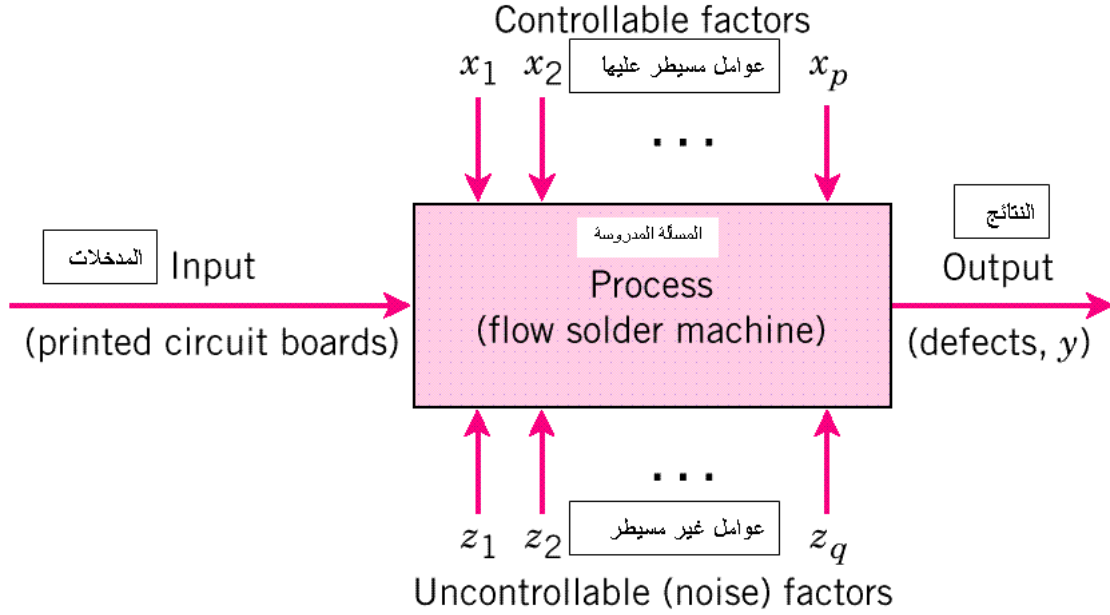 Controllable factors
x1 x2 عوامل مسيطر عليها xp
...
المسألة المدروسة
النتائج
المدخلات Input
Process
Output
(printed circuit boards)
(flow solder machine)
(defects, y)
...
z1 z2 عوامل غير مسيطر zq
Uncontrollable (noise) factors